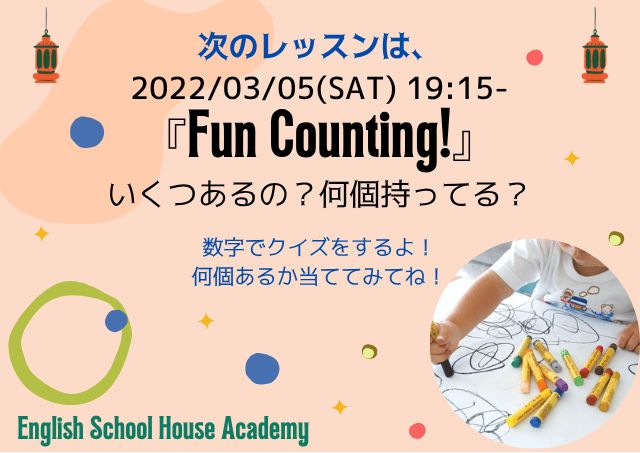 次のレッスンは、
2022/03/05(SAT) 19:15-
『Fun Counting!』
いくつあるの？何個持ってる？
数字でクイズをするよ！
何個あるか当ててみてね！
English School House Academy